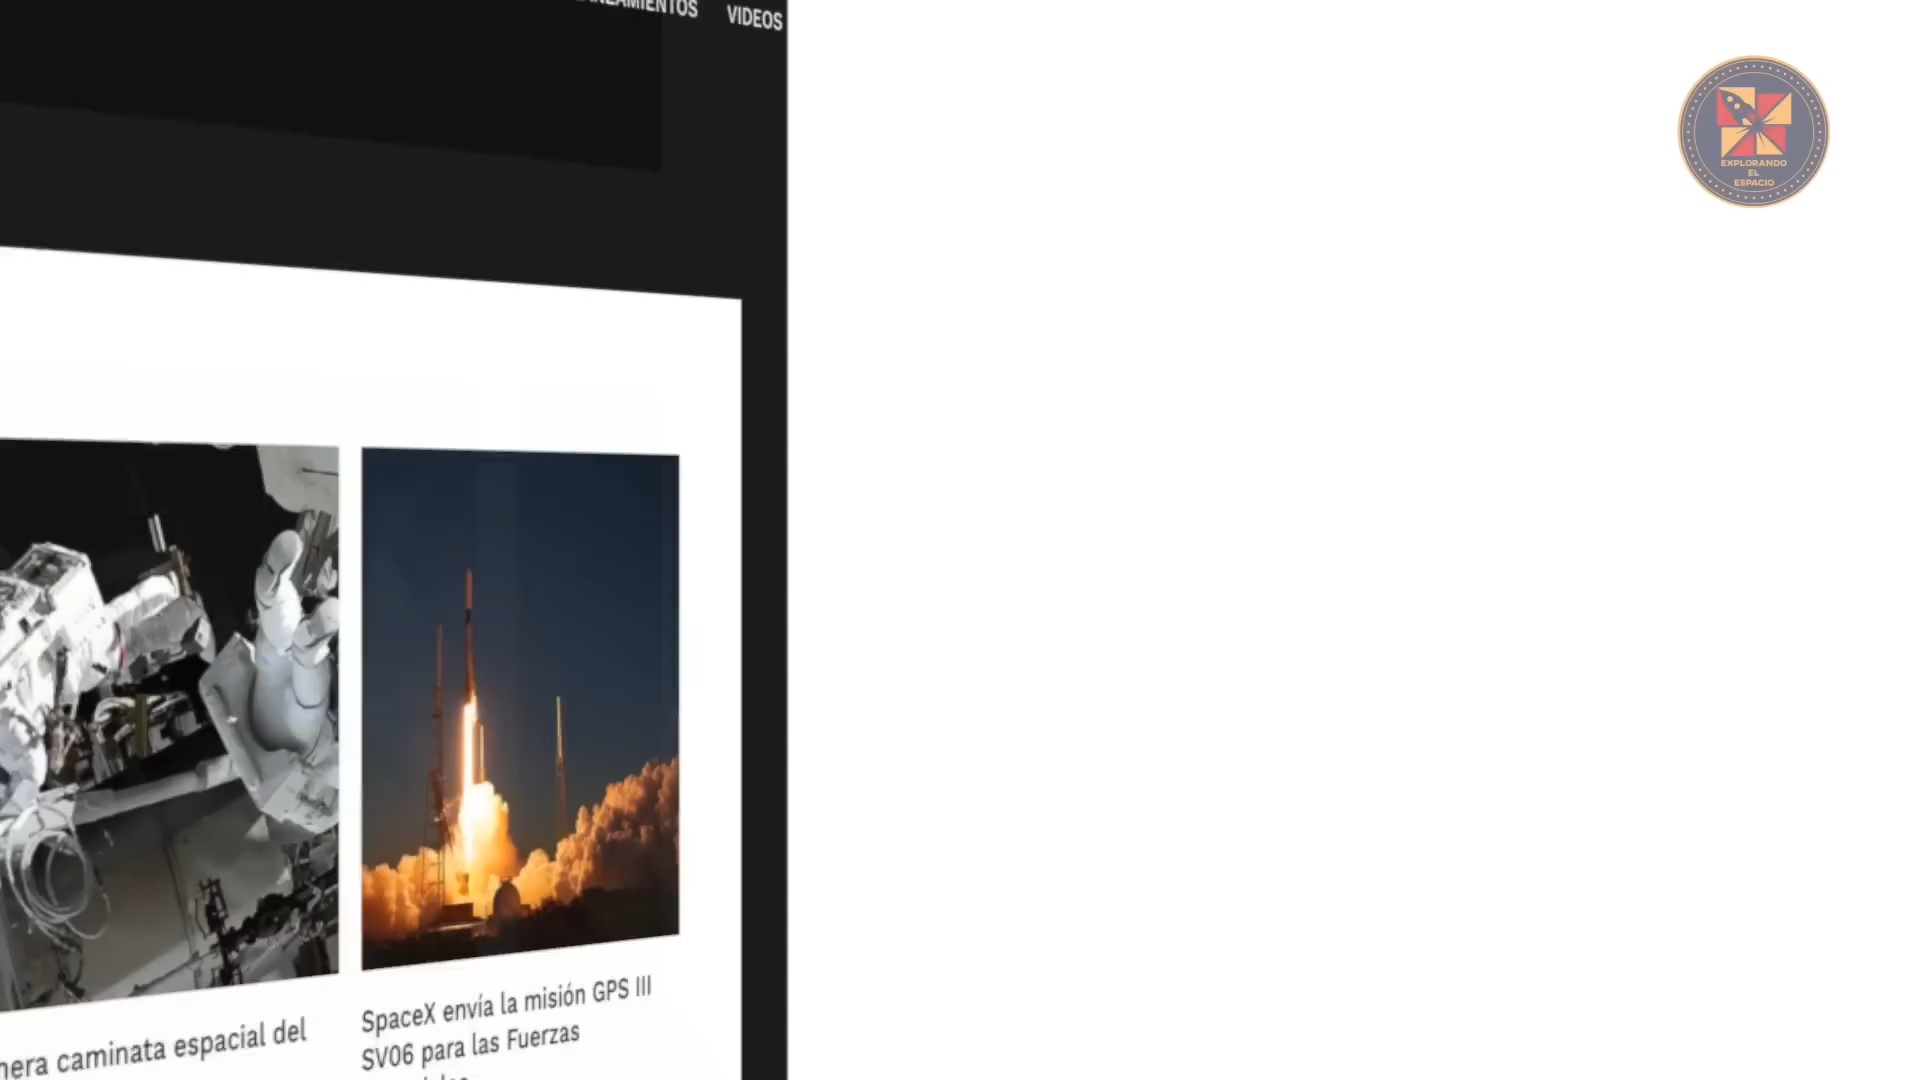 VIDEOS
EXPLORANDO
EL
ESPACIO
caminata espacial del
SpaceX envía la misión GPS III
SV06 para las Fuerzas